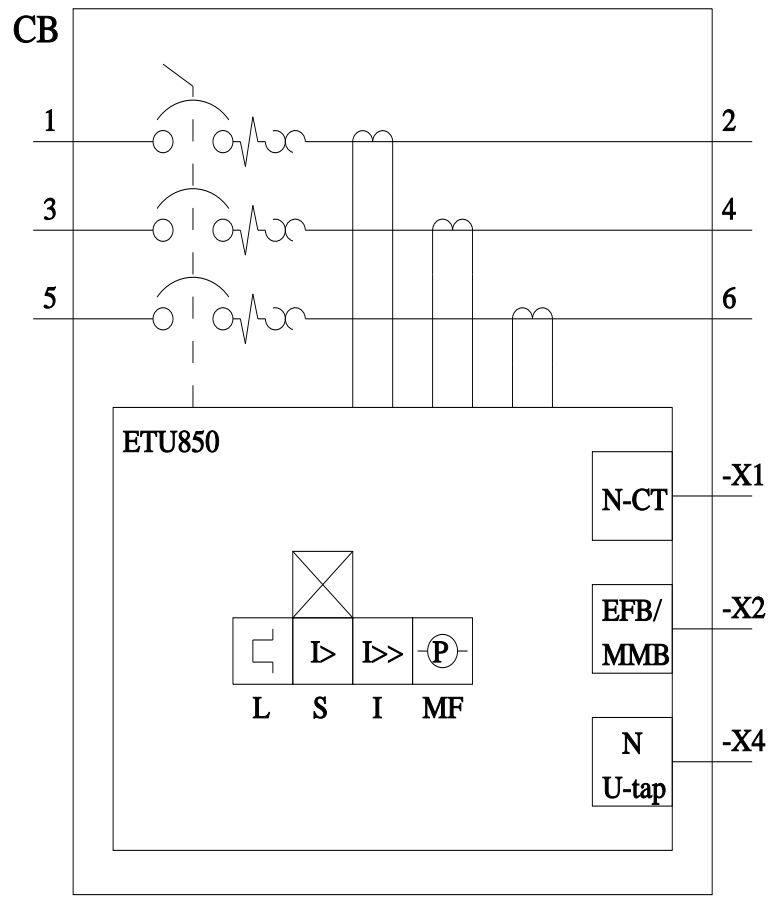 CB
1
2
3
4
5
6
ETU850
-X1
N-CT
-X2
EFB/
MMB
I>
I>>
P
L
S
I
MF
-X4
N
U-tap